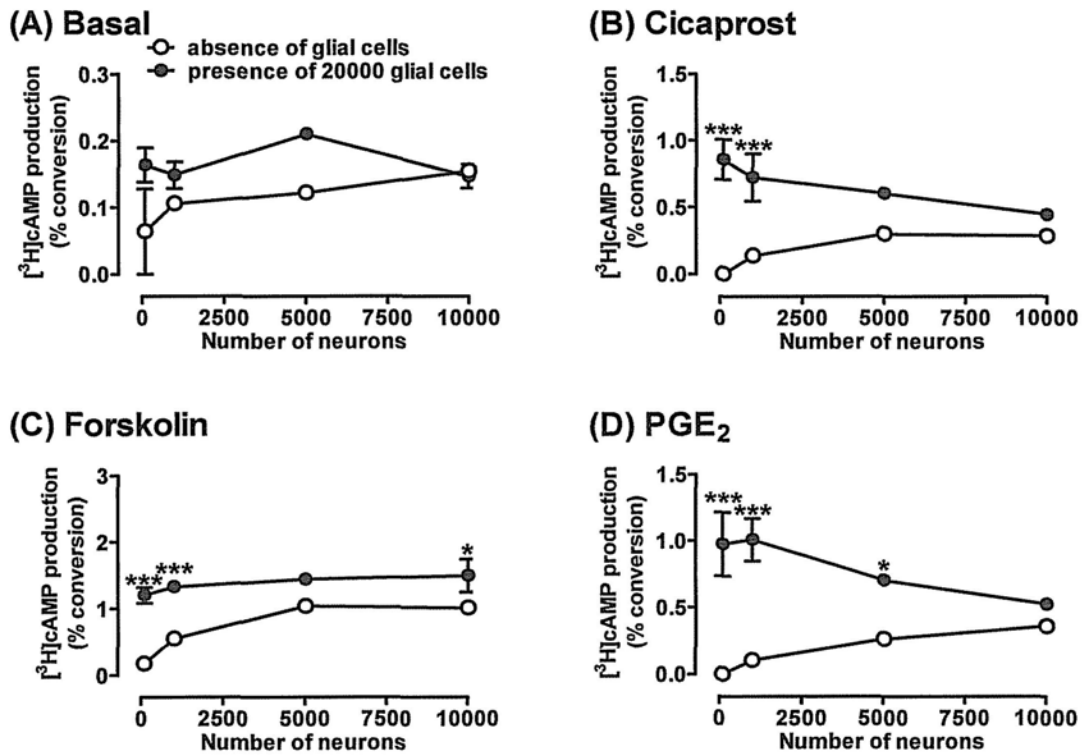 (A) Basal
absence of glial cells
presence of 20000 glial cells
[³H]cAMP production
(% conversion)
0.3
0.2
0.1
0.0
0 2500 5000 7500 10000
Number of neurons
(B) Cicaprost
[³H]cAMP production
(% conversion)
1.5
1.0
0.5
0.0
*** ***
0 2500 5000 7500 10000
Number of neurons
(C) Forskolin
[³H]cAMP production
(% conversion)
3
2
1
0
*** *** *
0 2500 5000 7500 10000
Number of neurons
(D) PGE₂
[³H]cAMP production
(% conversion)
1.5
1.0
0.5
0.0
*** *** *
0 2500 5000 7500 10000
Number of neurons